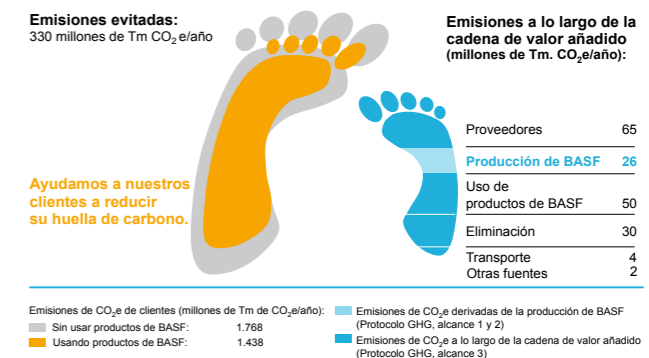 Emisiones evitadas:
330 millones de Tm CO₂ e/año
Emisiones a lo largo de la
cadena de valor añadido
(millones de Tm. CO₂e/año):
Ayudamos a nuestros
clientes a reducir
su huella de carbono.
Proveedores 65
Producción de BASF 26
Uso de
productos de BASF 50
Eliminación 30
Transporte 4
Otras fuentes 2
Emisiones de CO₂e de clientes (millones de Tm de CO₂e/año):
Sin usar productos de BASF: 1.768
Usando productos de BASF: 1.438
Emisiones de CO₂e derivadas de la producción de BASF
(Protocolo GHG, alcance 1 y 2)
Emisiones de CO₂e a lo largo de la cadena de valor añadido
(Protocolo GHG, alcance 3)